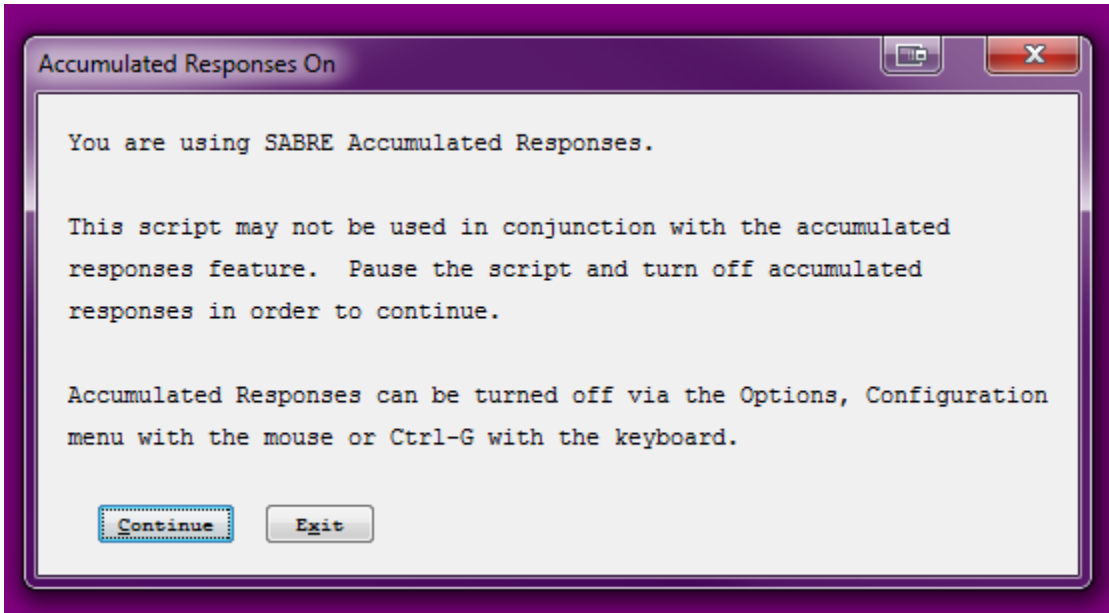 Accumulated Responses On
You are using SABRE Accumulated Responses.
This script may not be used in conjunction with the accumulated
responses feature.  Pause the script and turn off accumulated
responses in order to continue.
Accumulated Responses can be turned off via the Options, Configuration
menu with the mouse or Ctrl-G with the keyboard.
Continue Exit